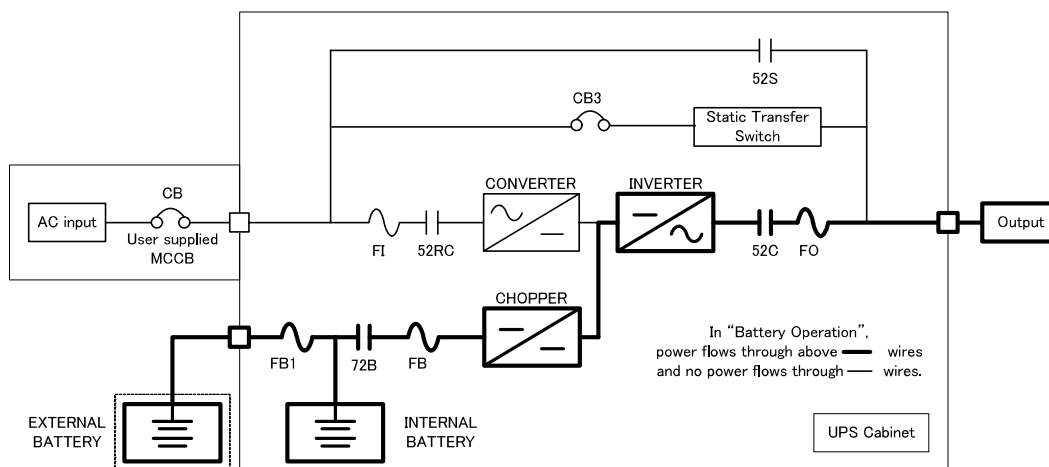 52S
CB3
Static Transfer
Switch
CB
CONVERTER
INVERTER
AC input
Output
User supplied
MCCB
FI
52RC
52C
FO
CHOPPER
In “Battery Operation”,
power flows through above wires
and no power flows through wires.
FB1
72B
FB
EXTERNAL
BATTERY
INTERNAL
BATTERY
UPS Cabinet